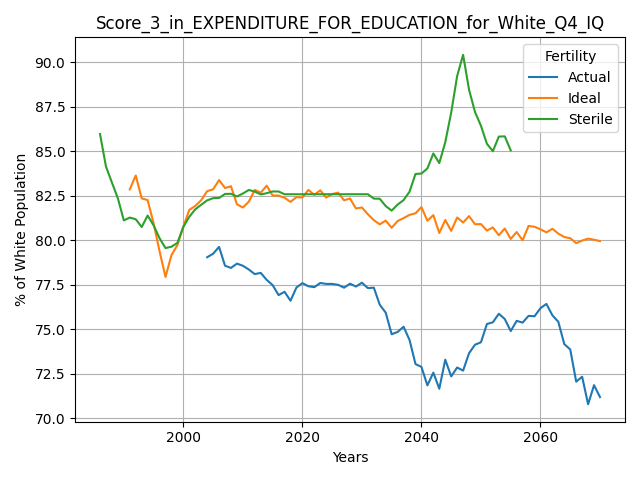 Score_3_in_EXPENDITURE_FOR_EDUCATION_for_White_Q4_IQ
Fertility
Actual
Ideal
Sterile
% of White Population
90.0
87.5
85.0
82.5
80.0
77.5
75.0
72.5
70.0
2000
2020
2040
2060
Years